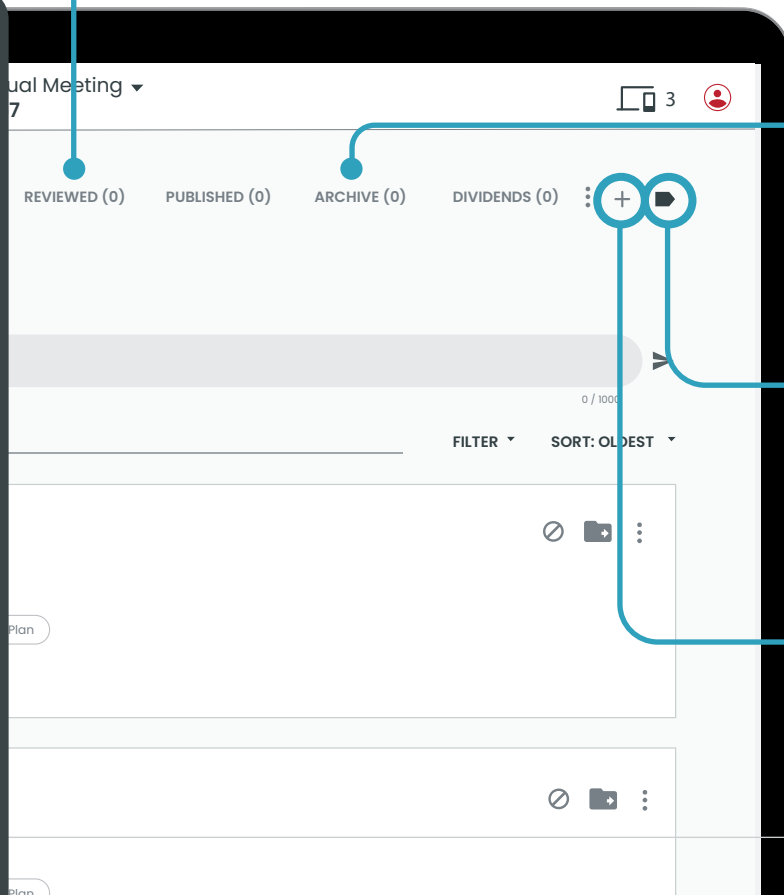 ual Meeting
7
3
REVIEWED (0) PUBLISHED (0) ARCHIVE (0) DIVIDENDS (0)
0 / 1000
FILTER SORT: OLDEST
Plan
Plan